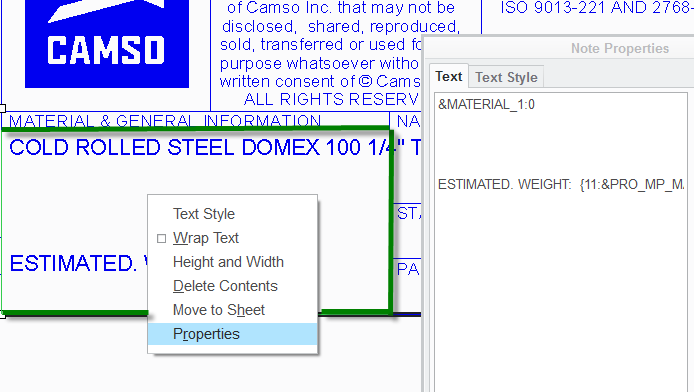 of Camso Inc. that may not be
disclosed, shared, reproduced,
sold, transferred or used fo
purpose whatsoever witho
written consent of © Cams
ALL RIGHTS RESERV
ISO 9013-221 AND 2768-
CAMSO
MATERIAL & GENERAL INFORMATION
NA
COLD ROLLED STEEL DOMEX 100 1/4" T
STA
PA
ESTIMATED. W
Text Style
Wrap Text
Height and Width
Delete Contents
Move to Sheet
Properties
Note Properties
Text
Text Style
&MATERIAL_1:0
ESTIMATED. WEIGHT: {11:&PRO_MP_MA